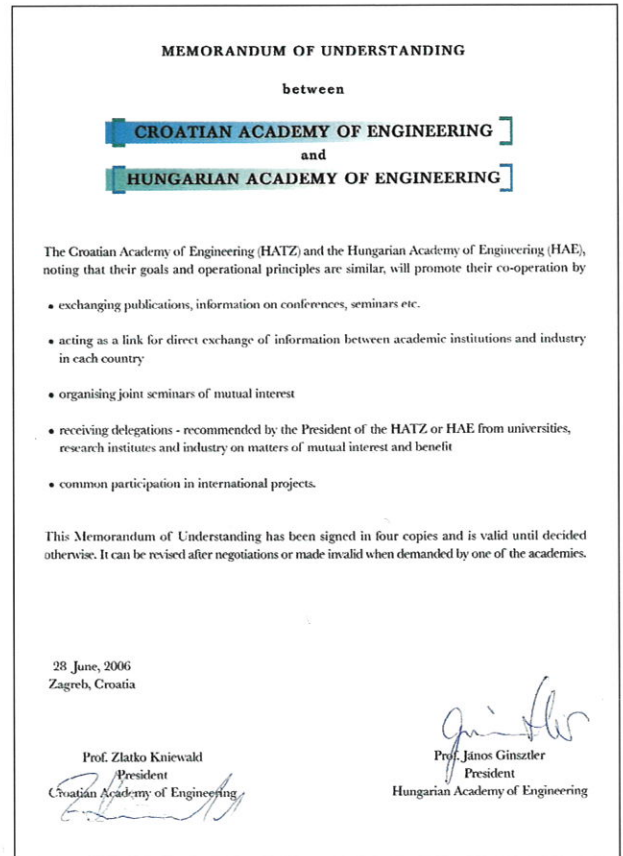 MEMORANDUM OF UNDERSTANDING
between
CROATIAN ACADEMY OF ENGINEERING
and
HUNGARIAN ACADEMY OF ENGINEERING
The Croatian Academy of Engineering (HATZ) and the Hungarian Academy of Engineering (HAE),
noting that their goals and operational principles are similar, will promote their co-operation by
• exchanging publications, information on conferences, seminars etc.
• acting as a link for direct exchange of information between academic institutions and industry
in each country
• organising joint seminars of mutual interest
• receiving delegations - recommended by the President of the HATZ or HAE from universities,
research institutes and industry on matters of mutual interest and benefit
• common participation in international projects.
This Memorandum of Understanding has been signed in four copies and is valid until decided
otherwise. It can be revised after negotiations or made invalid when demanded by one of the academies.
28 June, 2006
Zagreb, Croatia
Prof. Zlatko Kniewald
President
Croatian Academy of Engineering
Prof. János Ginsztler
President
Hungarian Academy of Engineering